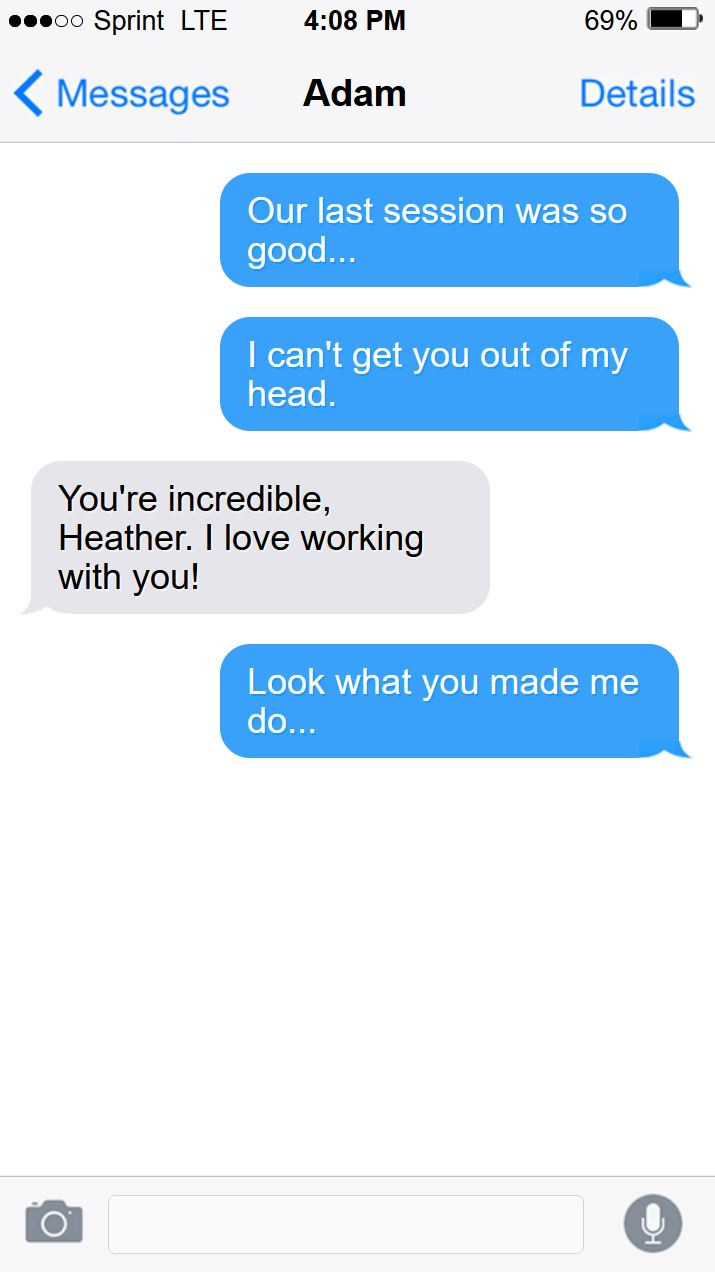 Sprint LTE 4:08 PM 69%
Messages Adam Details
Our last session was so
good...
I can't get you out of my
head.
You're incredible,
Heather. I love working
with you!
Look what you made me
do...